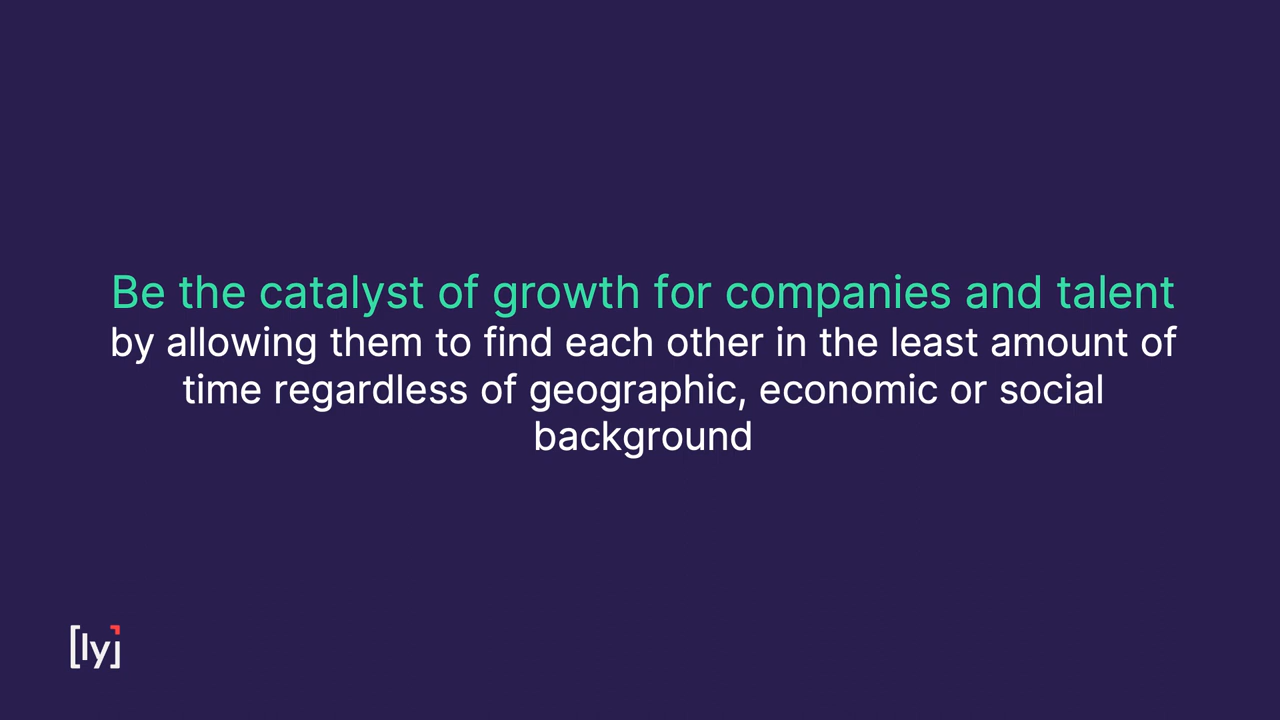 Be the catalyst of growth for companies and talent
by allowing them to find each other in the least amount of
time regardless of geographic, economic or social
background
[ly]